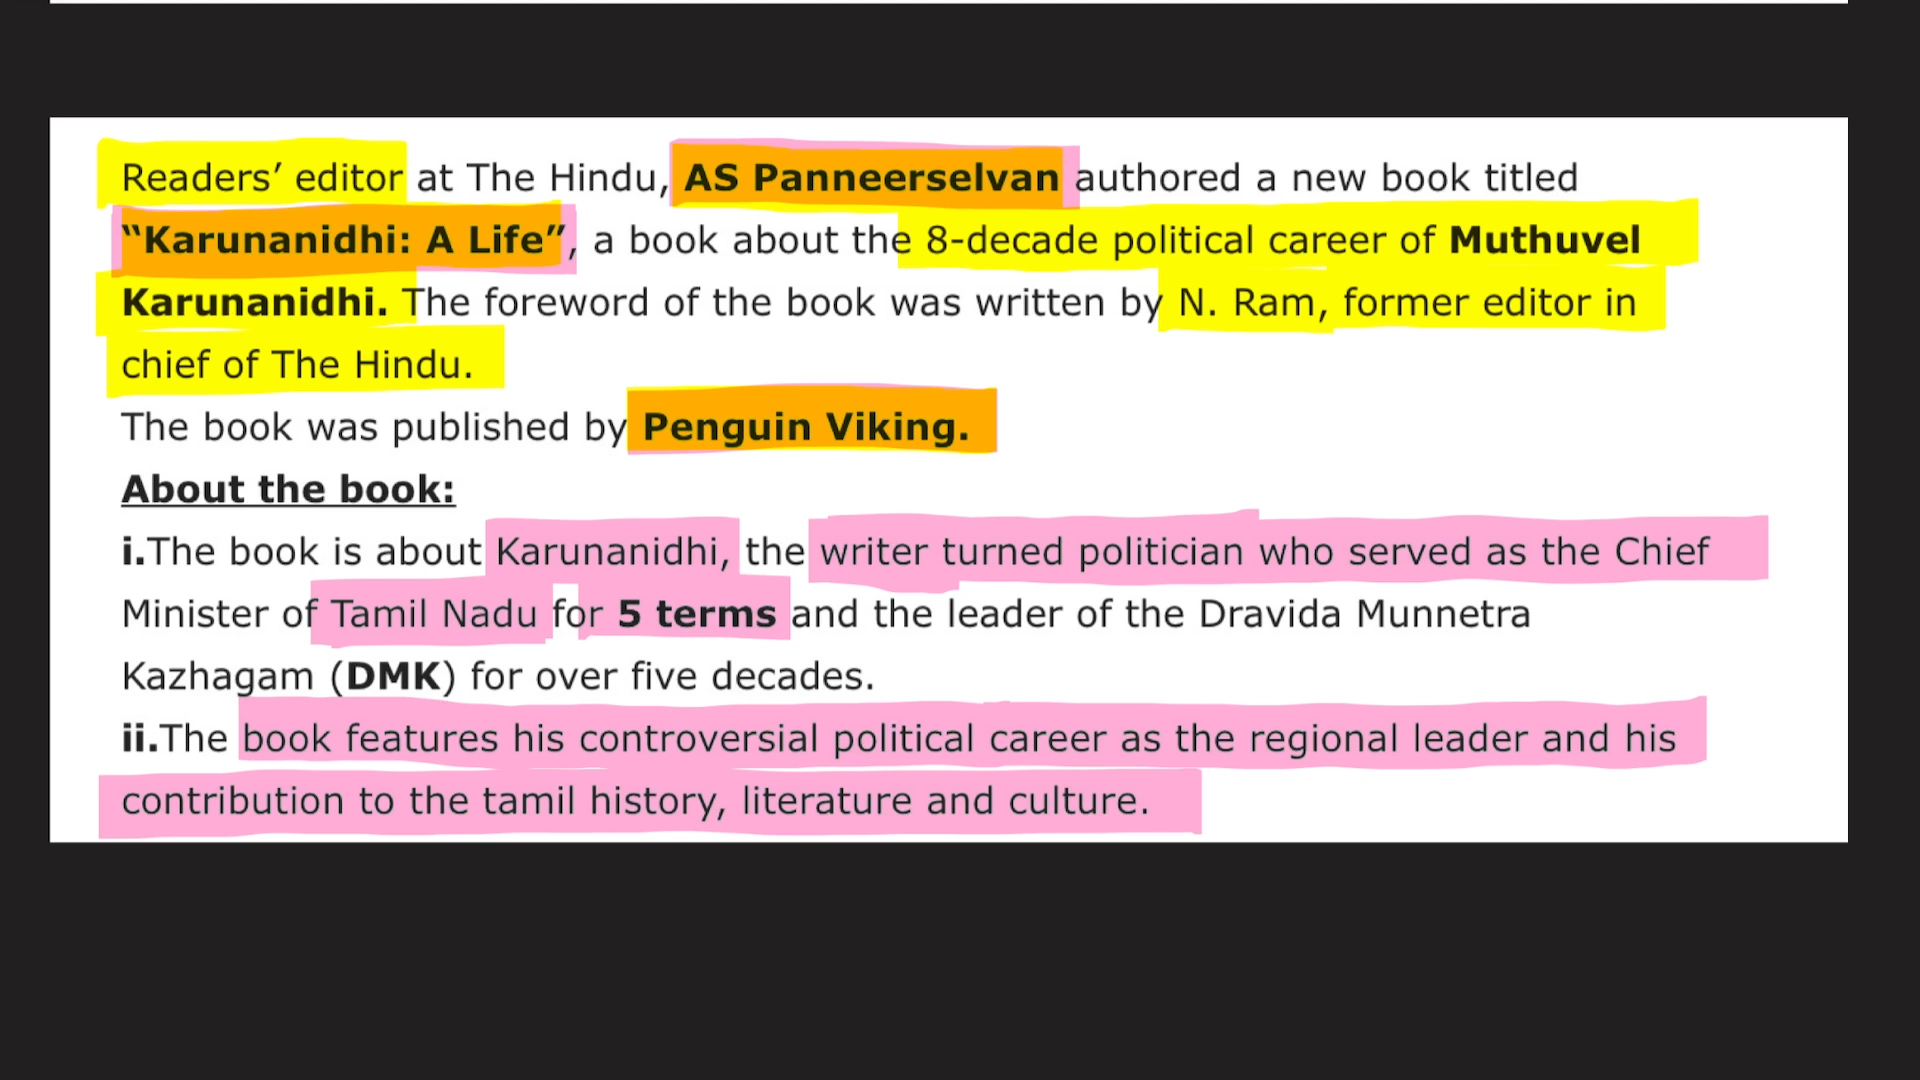 Readers’ editor at The Hindu, AS Panneerselvan authored a new book titled
“Karunanidhi: A Life”, a book about the 8-decade political career of Muthuvel
Karunanidhi. The foreword of the book was written by N. Ram, former editor in
chief of The Hindu.
The book was published by Penguin Viking.
About the book:
i.The book is about Karunanidhi, the writer turned politician who served as the Chief
Minister of Tamil Nadu for 5 terms and the leader of the Dravida Munnetra
Kazhagam (DMK) for over five decades.
ii.The book features his controversial political career as the regional leader and his
contribution to the tamil history, literature and culture.